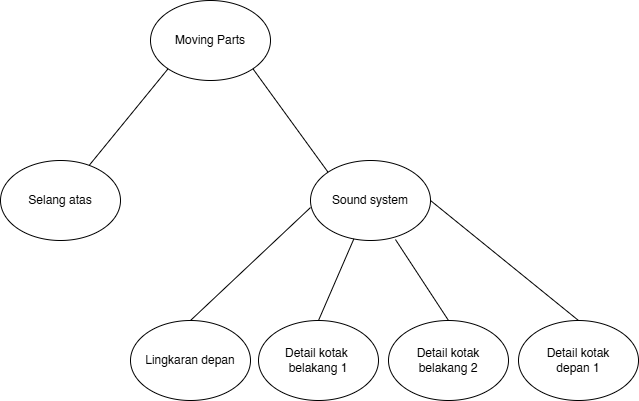 Moving Parts
Selang atas
Sound system
Lingkaran depan
Detail kotak
belakang 1
Detail kotak
belakang 2
Detail kotak
depan 1